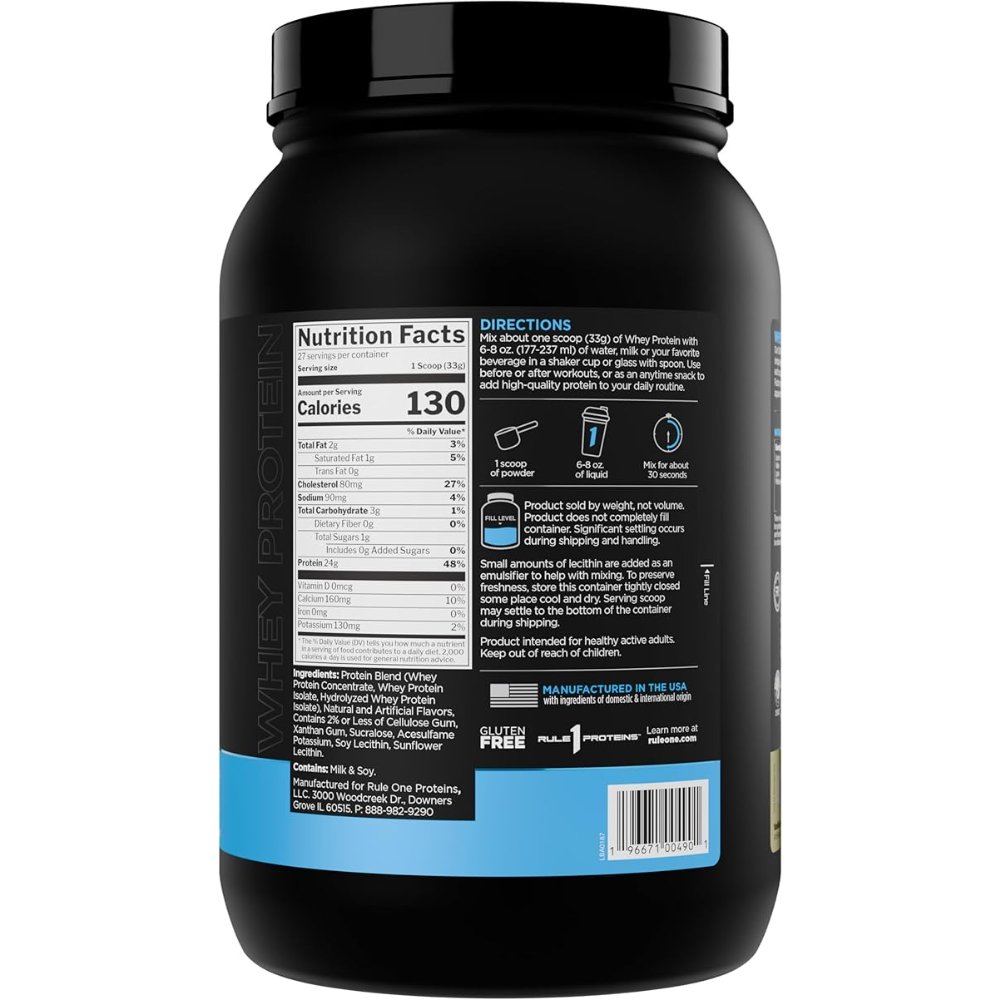 WHEY PROTEIN
Nutrition Facts
27 servings per container
Serving size 1 Scoop (33g)
Amount per Serving
Calories 130
% Daily Value*
Total Fat 2g 3%
Saturated Fat 1g 5%
Trans Fat 0g
Cholesterol 80mg 27%
Sodium 90mg 4%
Total Carbohydrate 3g 1%
Dietary Fiber 0g 0%
Total Sugars 1g
Includes 0g Added Sugars 0%
Protein 24g 48%
Vitamin D 0mcg 0%
Calcium 160mg 10%
Iron 0mg 0%
Potassium 130mg 2%
* The % Daily Value (DV) tells you how much a nutrient
in a serving of food contributes to a daily diet. 2,000
calories a day is used for general nutrition advice.
Ingredients: Protein Blend (Whey
Protein Concentrate, Whey Protein
Isolate, Hydrolyzed Whey Protein
Isolate), Natural and Artificial Flavors,
Contains 2% or Less of Cellulose Gum,
Xanthan Gum, Sucralose, Acesulfame
Potassium, Soy Lecithin, Sunflower
Lecithin.
Contains: Milk & Soy.
Manufactured for Rule One Proteins,
LLC. 3000 Woodcreek Dr., Downers
Grove IL 60515. P: 888-982-9290
DIRECTIONS
Mix about one scoop (33g) of Whey Protein with
6-8 oz. (177-237 ml) of water, milk or your favorite
beverage in a shaker cup or glass with spoon. Use
before or after workouts, or as an anytime snack to
add high-quality protein to your daily routine.
1
1 scoop
of powder
6-8 oz.
of liquid
Mix for about
30 seconds
FILL LEVEL
Product sold by weight, not volume.
Product does not completely fill
container. Significant settling occurs
during shipping and handling.
Small amounts of lecithin are added as an
emulsifier to help with mixing. To preserve
freshness, store this container tightly closed
some place cool and dry. Serving scoop
may settle to the bottom of the container
during shipping.
Product intended for healthy active adults.
Keep out of reach of children.
Fill Line
MANUFACTURED IN THE USA
with ingredients of domestic & international origin
GLUTEN
FREE
RULE 1 PROTEINS™
Learn more at
ruleone.com
LBA0187
1 96671 00490 1